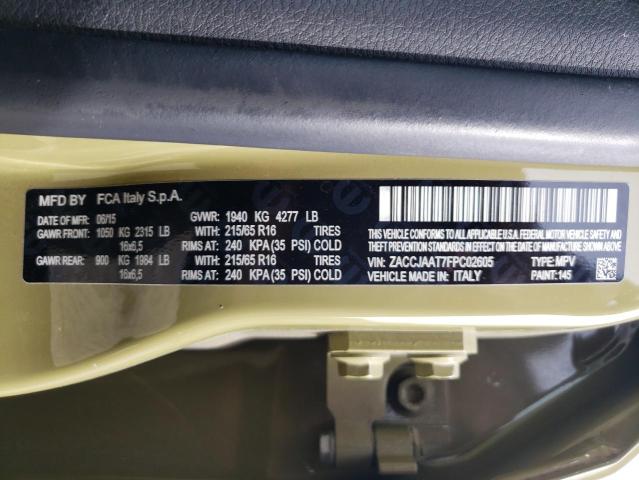 MFD BY FCA Italy S.p.A.
DATE OF MFR: 06/15 GVWR: 1940 KG 4277 LB
GAWR FRONT: 1050 KG 2315 LB W + 215/65 R16 TIRES
16x6,5 RIMS AT: 240 KPA (35 PSI) COLD
GAWR REAR: 900 KG 1984 LB W + 215/65 R16 TIRES
16x6,5 RIMS AT: 240 KPA (35 PSI) COLD
THIS VEHICLE CONFORMS TO ALL APPLICABLE U.S.A. FEDERAL MOTOR VEHICLE SAFETY AND
THEFT PREVENTION STANDARDS IN EFFECT ON THE DATE OF MANUFACTURE SHOWN ABOVE.
VIN: ZACCJAAT7FPC02605 TYPE: MPV
VEHICLE MADE IN: ITALY PAINT: 145